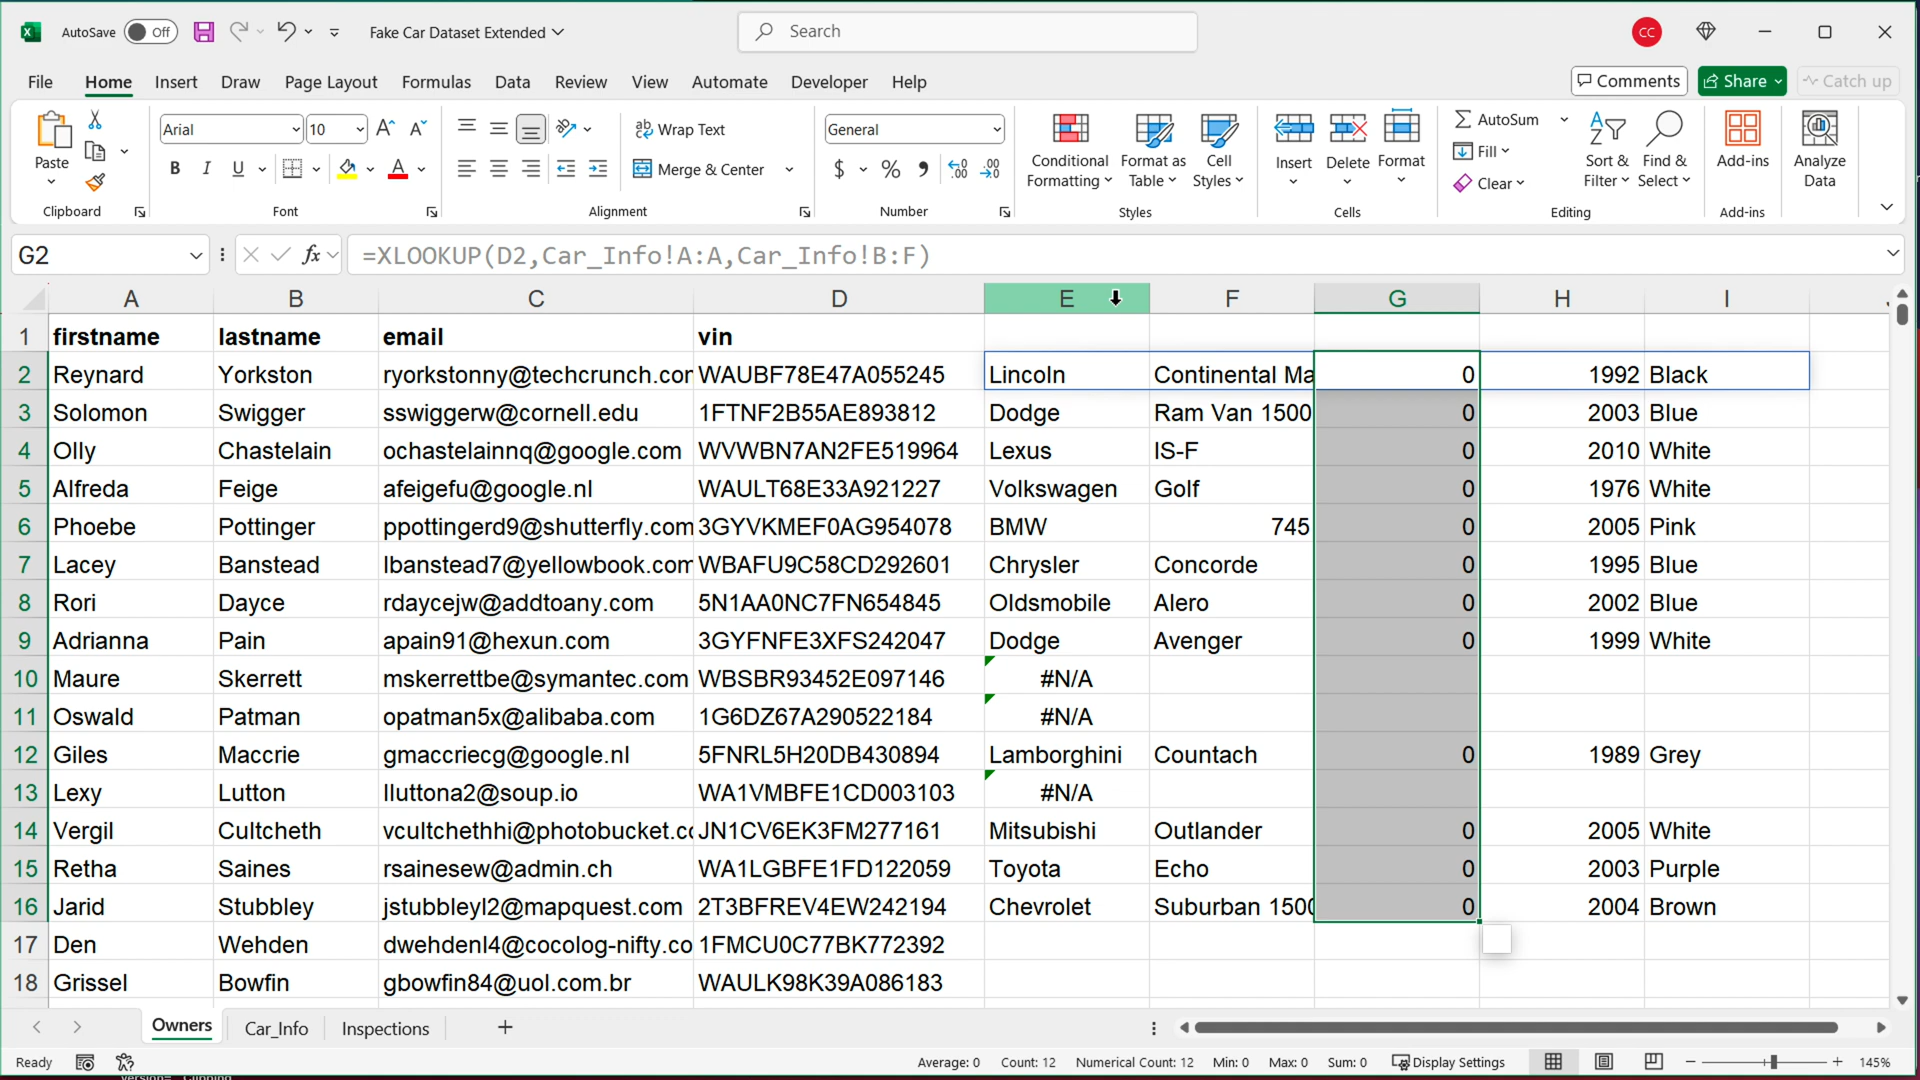 AutoSave Off Fake Car Dataset Extended Search CC
File Home Insert Draw Page Layout Formulas Data Review View Automate Developer Help Comments Share Catch up
Paste Arial 10 Wrap Text General Conditional Formatting Format as Table Cell Styles Insert Delete Format AutoSum Fill Clear Sort & Filter Find & Select Add-ins Analyze Data
B I U Merge & Center $ % 9
Clipboard Font Alignment Number Styles Cells Editing Add-ins
G2 fx =XLOOKUP(D2,Car_Info!A:A,Car_Info!B:F)
A B C D E F G H I
1 firstname lastname email vin
2 Reynard Yorkston ryorkstonny@techcrunch.con WAUBF78E47A055245 Lincoln Continental Ma 0 1992 Black
3 Solomon Swigger sswiggerw@cornell.edu 1FTNF2B55AE893812 Dodge Ram Van 1500 0 2003 Blue
4 Olly Chastelain ochastelainnq@google.com WVWBN7AN2FE519964 Lexus IS-F 0 2010 White
5 Alfreda Feige afeigefu@google.nl WAULT68E33A921227 Volkswagen Golf 0 1976 White
6 Phoebe Pottinger ppottingerd9@shutterfly.com 3GYVKMEF0AG954078 BMW 745 0 2005 Pink
7 Lacey Banstead lbanstead7@yellowbook.com WBAFU9C58CD292601 Chrysler Concorde 0 1995 Blue
8 Rori Dayce rdaycejw@addtoany.com 5N1AA0NC7FN654845 Oldsmobile Alero 0 2002 Blue
9 Adrianna Pain apain91@hexun.com 3GYFNFE3XFS242047 Dodge Avenger 0 1999 White
10 Maure Skerrett mskerrettbe@symantec.com WBSBR93452E097146 #N/A
11 Oswald Patman opatman5x@alibaba.com 1G6DZ67A290522184 #N/A
12 Giles Maccrie gmaccriecg@google.nl 5FNRL5H20DB430894 Lamborghini Countach 0 1989 Grey
13 Lexy Lutton lluttona2@soup.io WA1VMBFE1CD003103 #N/A
14 Vergil Cultcheth vcultchethhi@photobucket.cc JN1CV6EK3FM277161 Mitsubishi Outlander 0 2005 White
15 Retha Saines rsainesew@admin.ch WA1LGBFE1FD122059 Toyota Echo 0 2003 Purple
16 Jarid Stubbley jstubbleyl2@mapquest.com 2T3BFREV4EW242194 Chevrolet Suburban 150 0 2004 Brown
17 Den Wehden dwehdenl4@cocolog-nifty.co 1FMCU0C77BK772392
18 Grissel Bowfin gbowfin84@uol.com.br WAULK98K39A086183
Owners Car_Info Inspections
Ready Average: 0 Count: 12 Numerical Count: 12 Min: 0 Max: 0 Sum: 0 Display Settings 145%